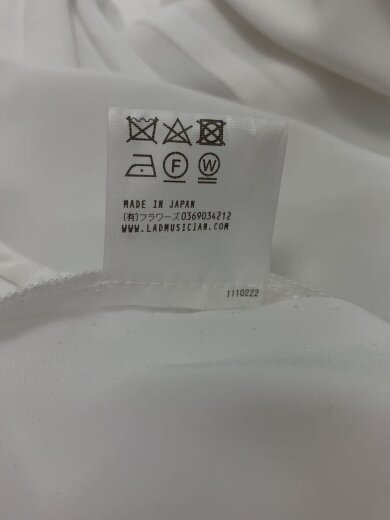 F W
MADE IN JAPAN
(有)フラワーズ0369034212
WWW.LADMUSICIAN.COM
1110222